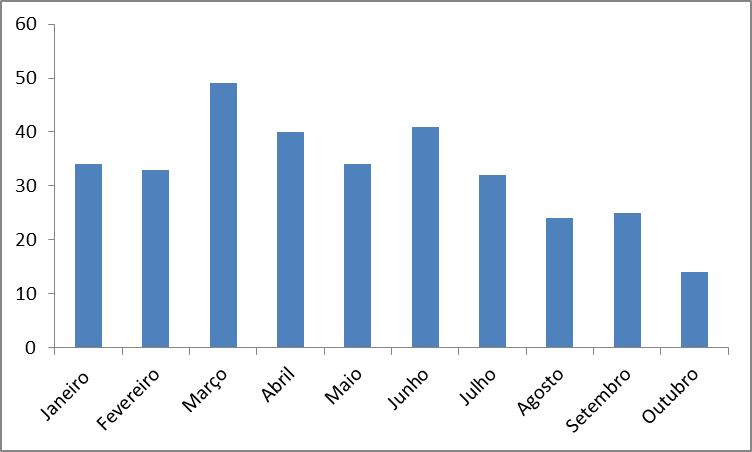 60
50
40
30
20
10
0
Janeiro
Fevereiro
Março
Abril
Maio
Junho
Julho
Agosto
Setembro
Outubro